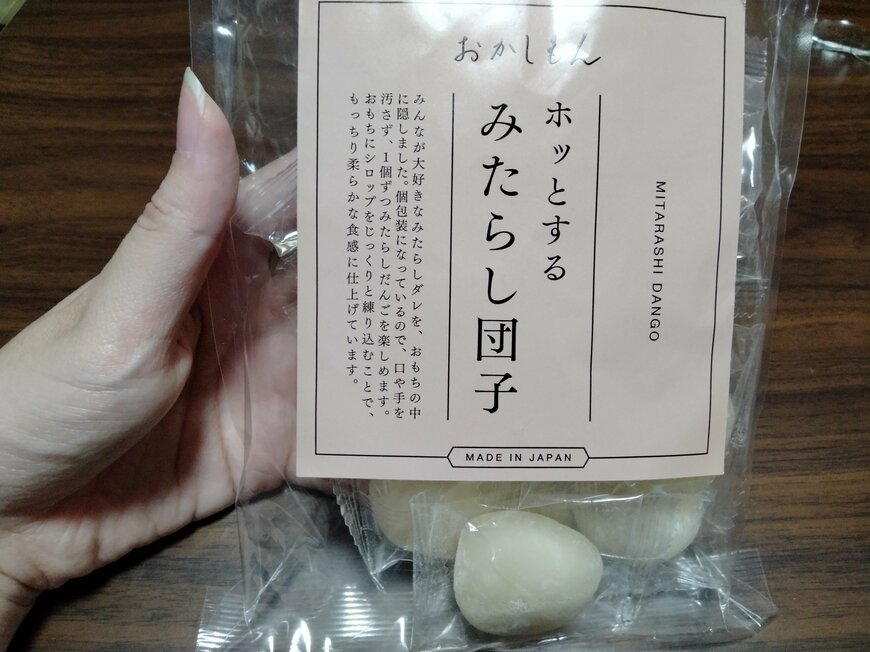 おかしもん
MITARASHI DANGO
ホッとする
みたらし団子
みんなが大好きなみたらしダレを、おもちの中
に隠しました。個包装になっているので、口や手を
汚さず、1個ずつみたらしだんごを楽しめます。
おもちにシロップをじっくりと練り込むことで、
もっちり柔らかな食感に仕上げています。
MADE IN JAPAN